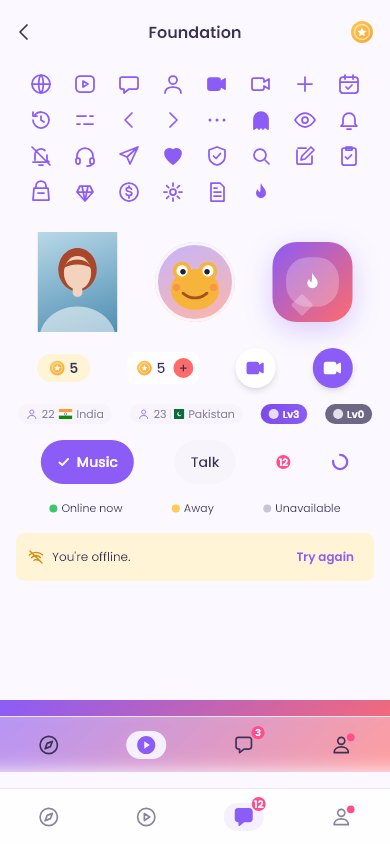 Foundation
5
5 +
22 India
23 Pakistan
Lv3
Lv0
Music
Talk
12
Online now
Away
Unavailable
You're offline.
Try again
3
12